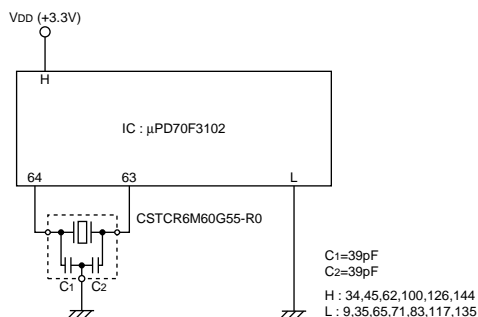 VDD (+3.3V)
H
IC : µPD70F3102
64
63
L
CSTCR6M60G55-R0
C1
C2
C1=39pF
C2=39pF
H : 34,45,62,100,126,144
L : 9,35,65,71,83,117,135